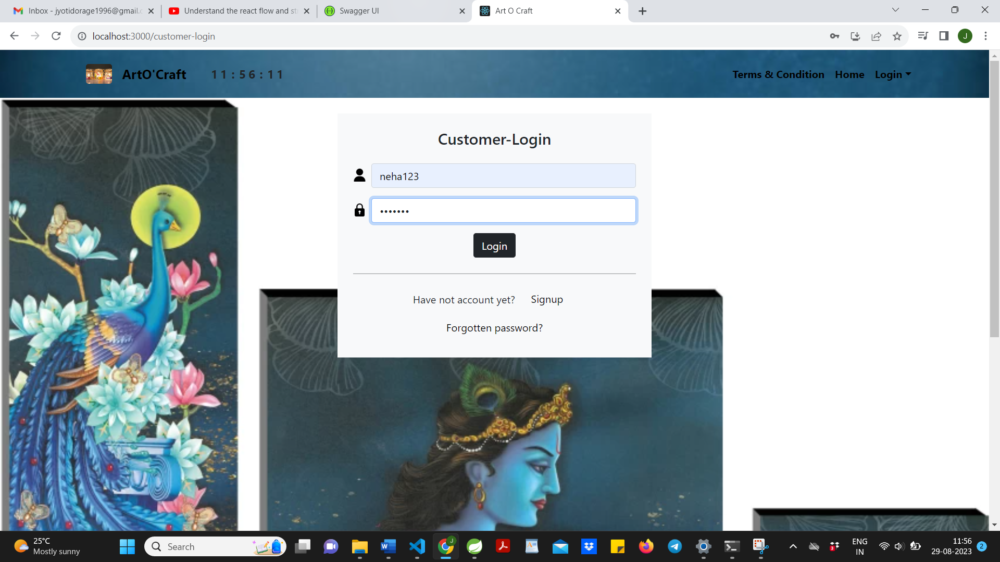 Inbox - jyotidorage1996@gmail.c
Understand the react flow and st
Swagger UI
Art O Craft
localhost:3000/customer-login
J
ArtO'Craft
11:56:11
Terms & Condition
Home
Login
Customer-Login
neha123
•••••••
Login
Have not account yet?
Signup
Forgotten password?
25°C
Mostly sunny
Search
J
ENG
IN
11:56
29-08-2023
2